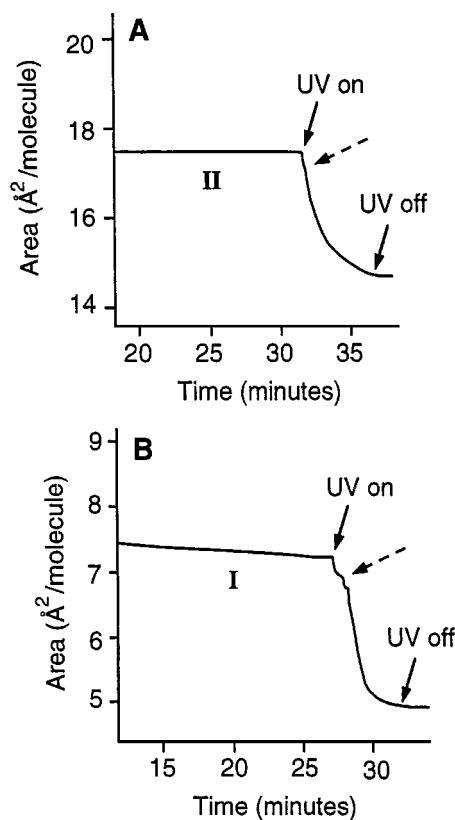 A
20
UV on
18
Area (Å²/molecule)
II
UV off
16
14
20 25 30 35
Time (minutes)
B
9
UV on
8
Area (Å²/molecule)
7
I
6
UV off
5
15 20 25 30
Time (minutes)